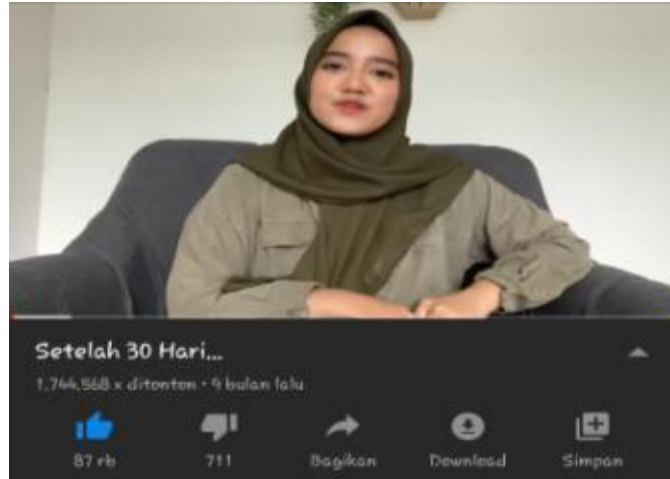 Setelah 30 Hari...
1.744.568 x ditonton • 9 bulan lalu
87 rb
711
Bagikan
Download
Simpan